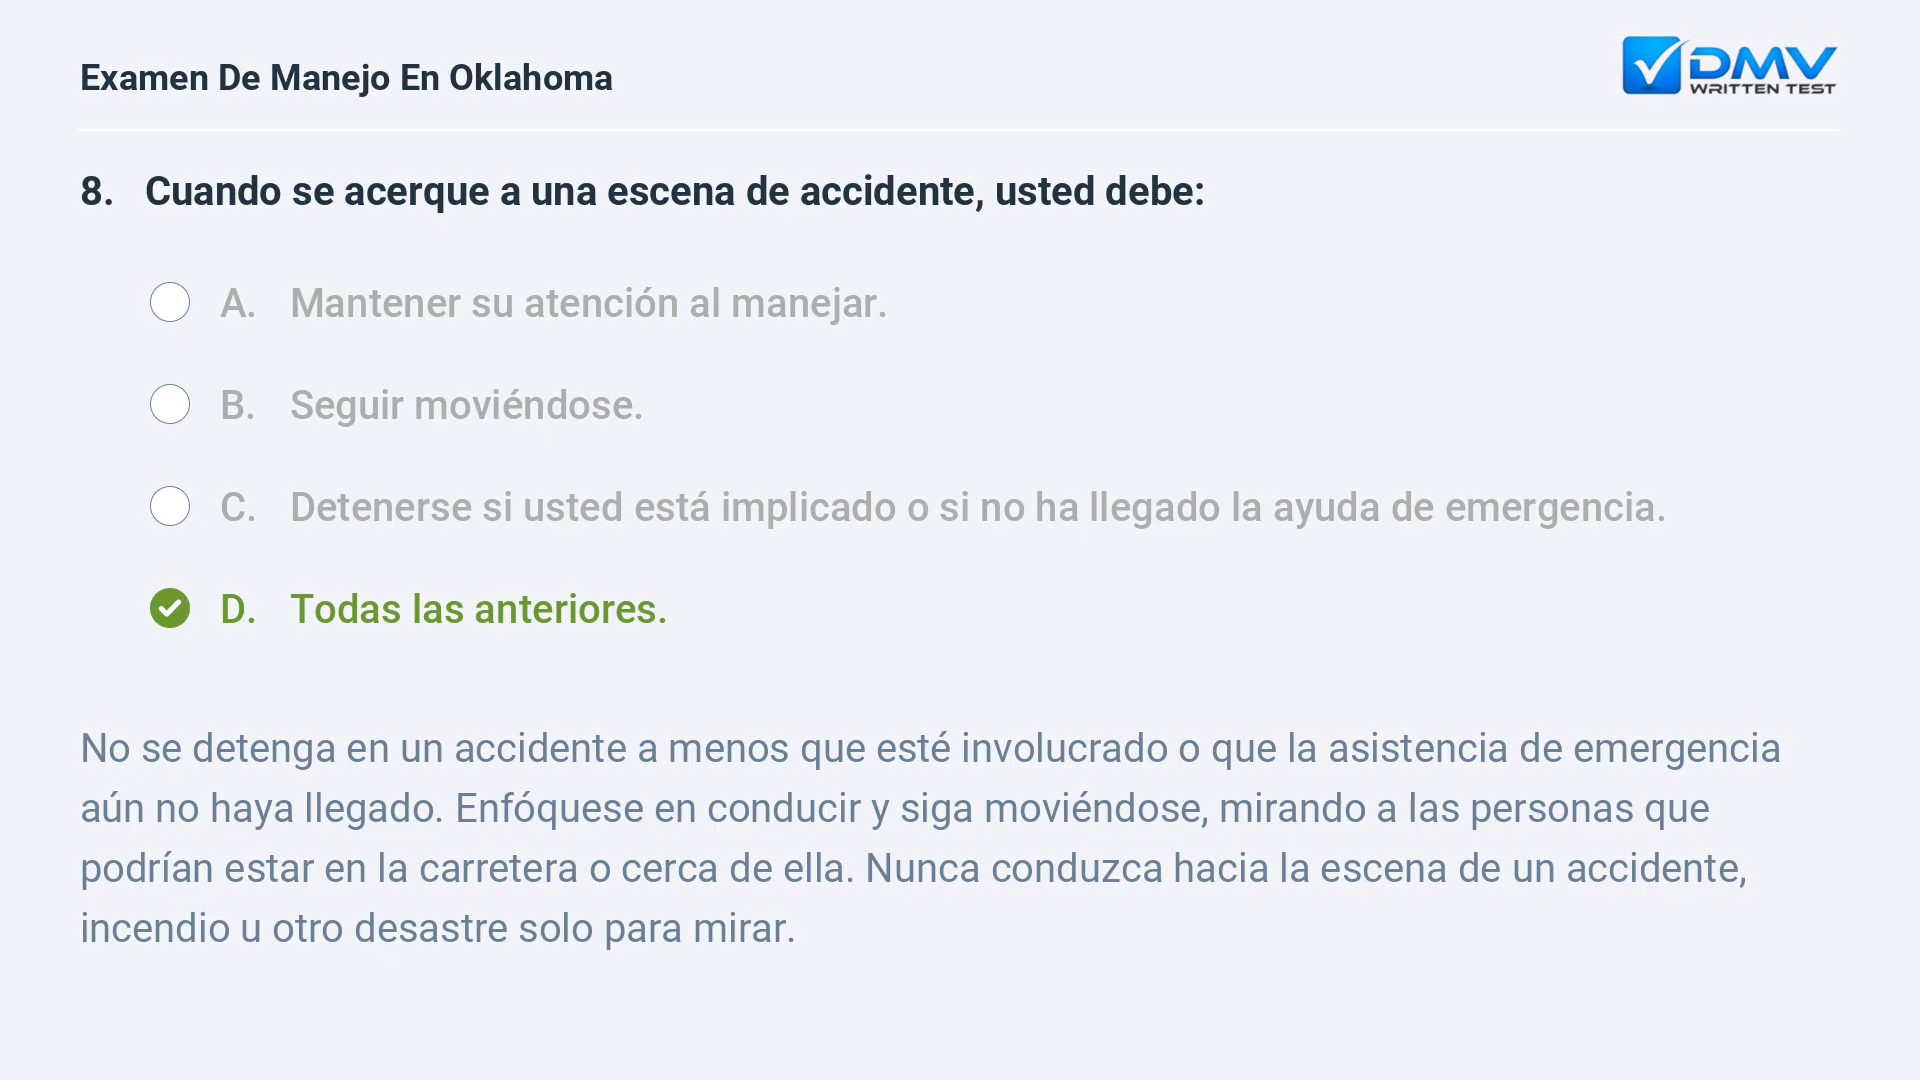 Examen De Manejo En Oklahoma
DMV
WRITTEN TEST
8. Cuando se acerque a una escena de accidente, usted debe:
A. Mantener su atención al manejar.
B. Seguir moviéndose.
C. Detenerse si usted está implicado o si no ha llegado la ayuda de emergencia.
D. Todas las anteriores.
No se detenga en un accidente a menos que esté involucrado o que la asistencia de emergencia
aún no haya llegado. Enfóquese en conducir y siga moviéndose, mirando a las personas que
podrían estar en la carretera o cerca de ella. Nunca conduzca hacia la escena de un accidente,
incendio u otro desastre solo para mirar.